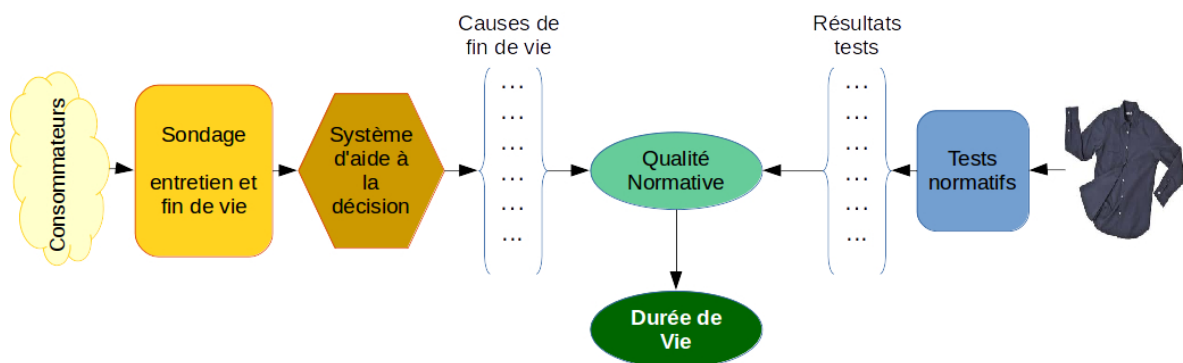 Consommateurs
Sondage
entretien et
fin de vie
Système
d'aide à
la
décision
Causes de
fin de vie
...
...
...
...
...
...
Qualité
Normative
Durée de
Vie
Résultats
tests
...
...
...
...
...
...
Tests
normatifs